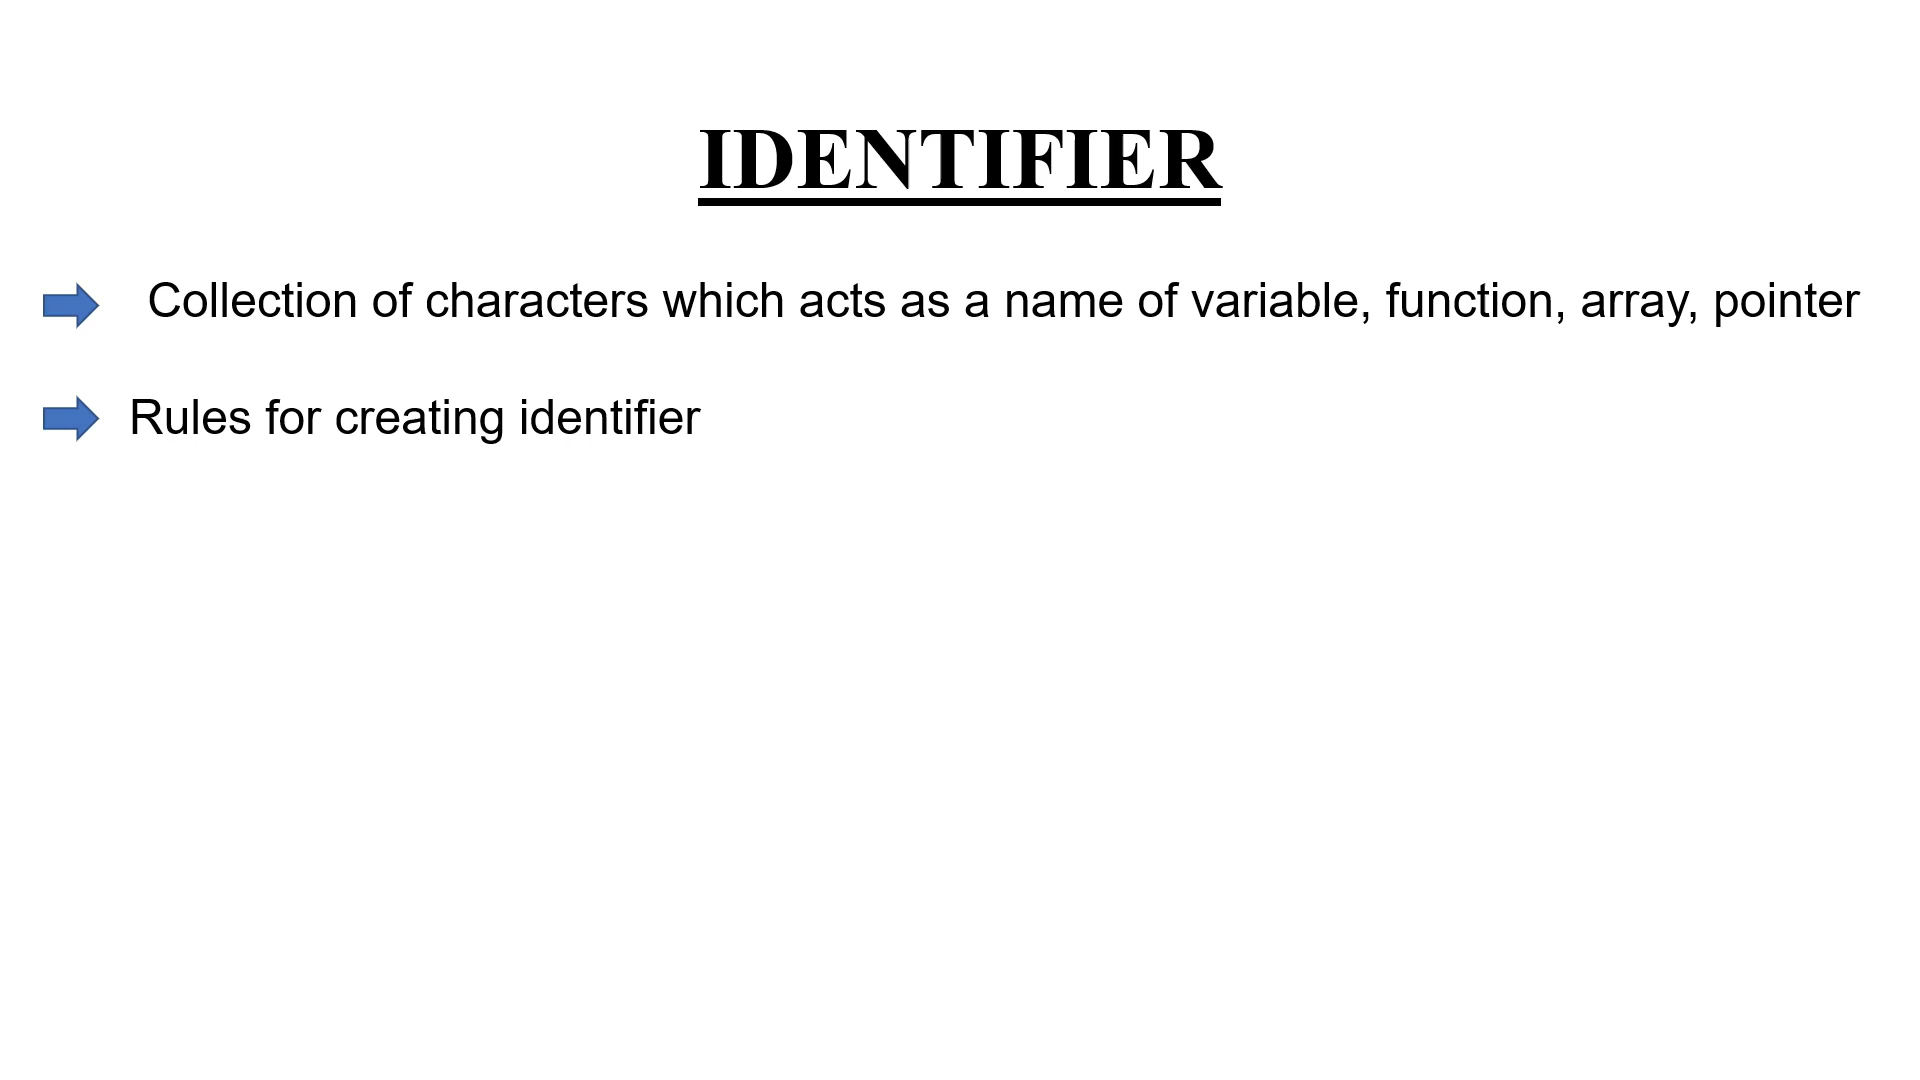 IDENTIFIER
Collection of characters which acts as a name of variable, function, array, pointer
Rules for creating identifier